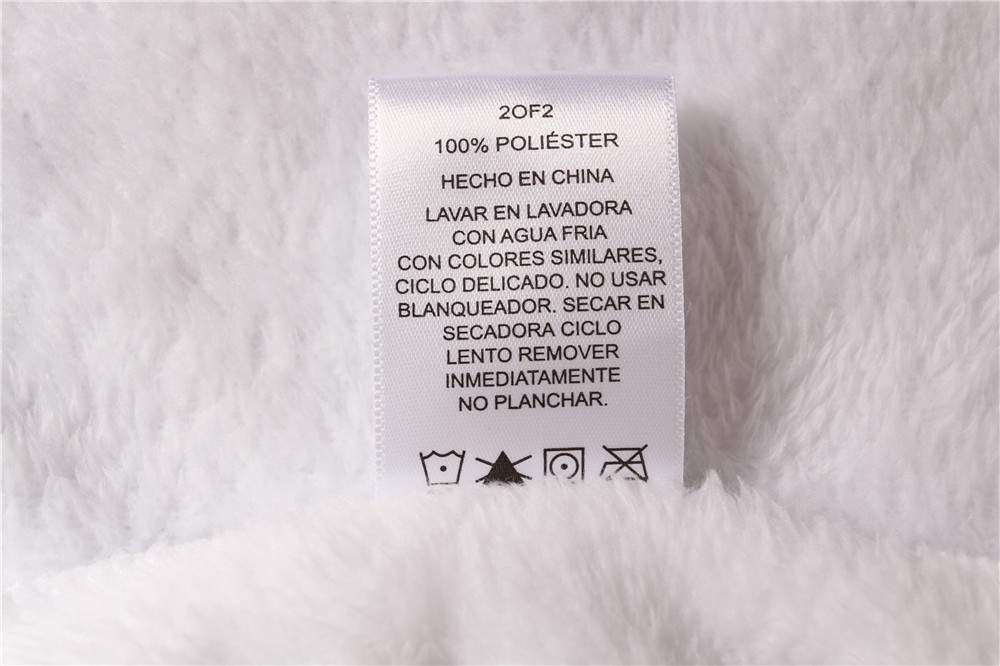 2OF2
100% POLIÉSTER
HECHO EN CHINA
LAVAR EN LAVADORA
CON AGUA FRIA
CON COLORES SIMILARES,
CICLO DELICADO. NO USAR
BLANQUEADOR. SECAR EN
SECADORA CICLO
LENTO REMOVER
INMEDIATAMENTE
NO PLANCHAR.